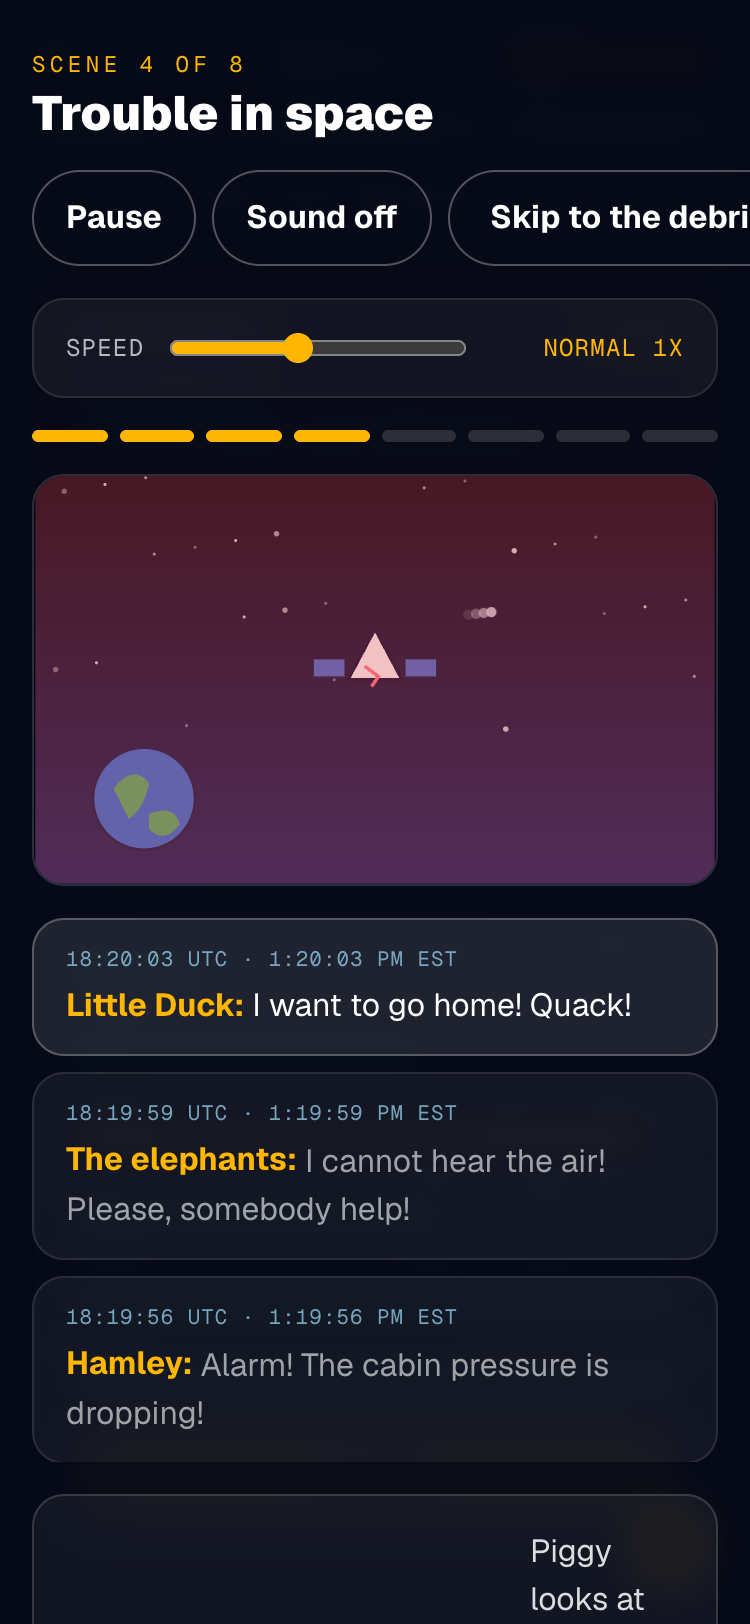 SCENE 4 OF 8
Trouble in space
Pause
Sound off
Skip to the debri
SPEED
NORMAL 1X
18:20:03 UTC · 1:20:03 PM EST
Little Duck: I want to go home! Quack!
18:19:59 UTC · 1:19:59 PM EST
The elephants: I cannot hear the air!
Please, somebody help!
18:19:56 UTC · 1:19:56 PM EST
Hamley: Alarm! The cabin pressure is
dropping!
Piggy
looks at